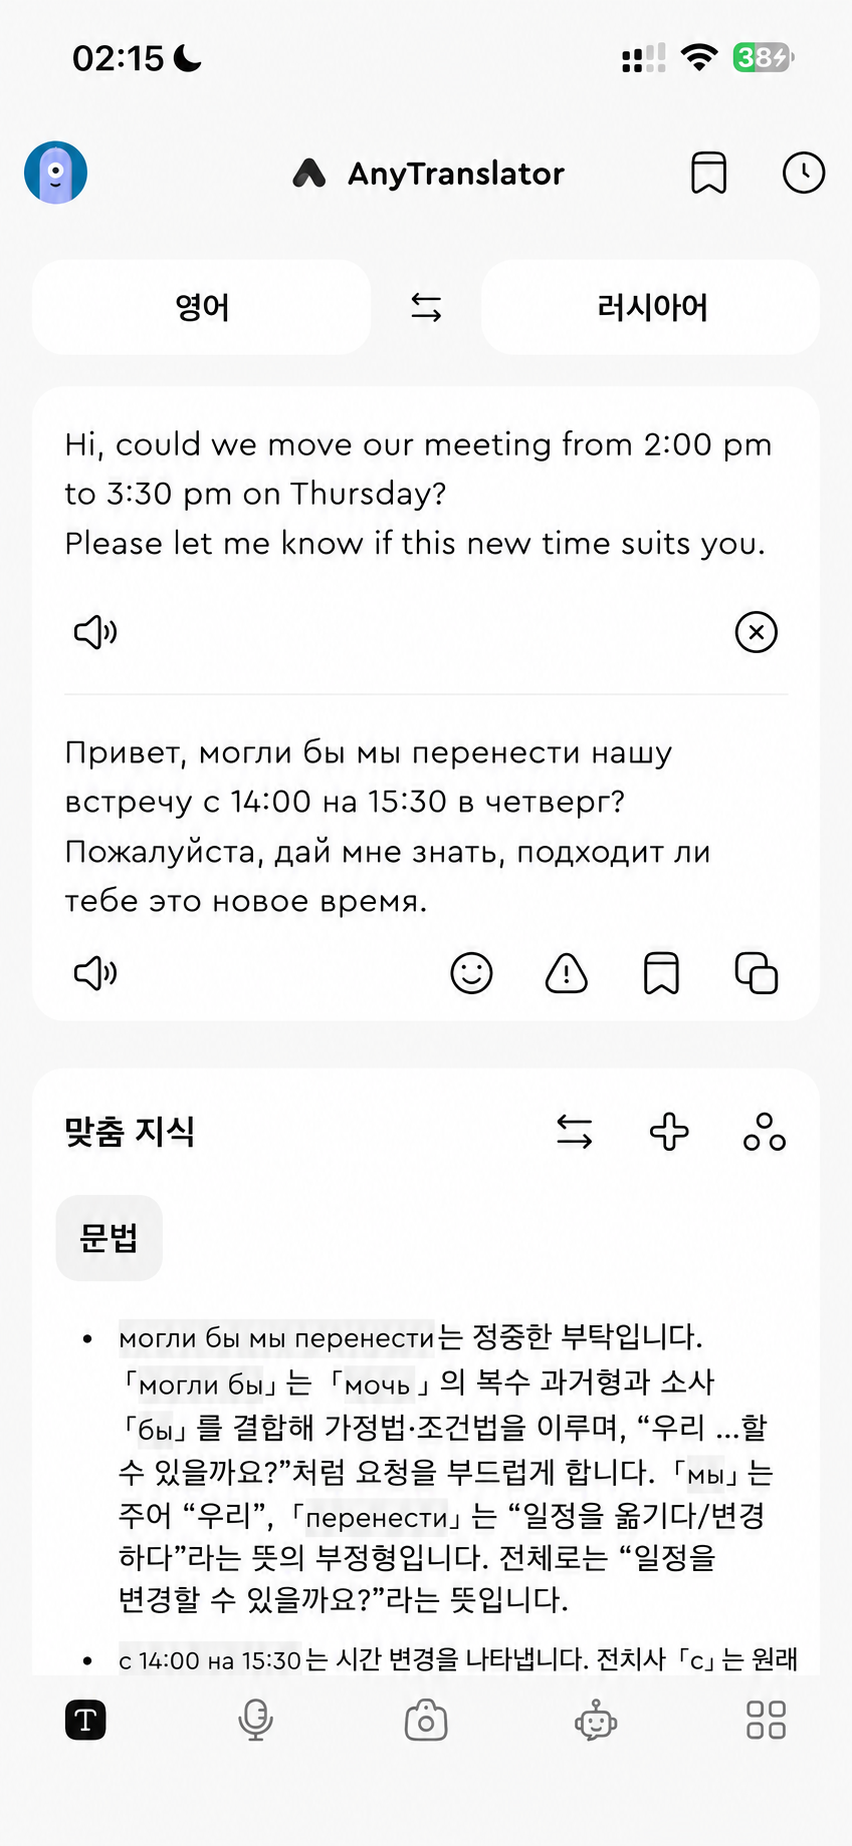 02:15
38
AnyTranslator
영어
러시아어
Hi, could we move our meeting from 2:00 pm
to 3:30 pm on Thursday?
Please let me know if this new time suits you.
Привет, могли бы мы перенести нашу
встречу с 14:00 на 15:30 в четверг?
Пожалуйста, дай мне знать, подходит ли
тебе это новое время.
맞춤 지식
문법
• могли бы мы перенести는 정중한 부탁입니다.
「могли бы」는 「мочь」의 복수 과거형과 소사
「бы」를 결합해 가정법·조건법을 이루며, “우리 ...할
수 있을까요?”처럼 요청을 부드럽게 합니다. 「мы」는
주어 “우리”, 「перенести」는 “일정을 옮기다/변경
하다”라는 뜻의 부정형입니다. 전체로는 “일정을
변경할 수 있을까요?”라는 뜻입니다.
• с 14:00 на 15:30는 시간 변경을 나타냅니다. 전치사 「с」는 원래
T